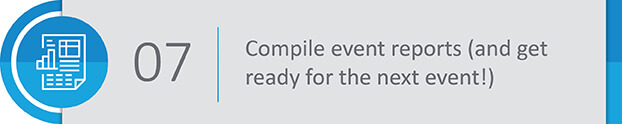 07
Compile event reports (and get
ready for the next event!)